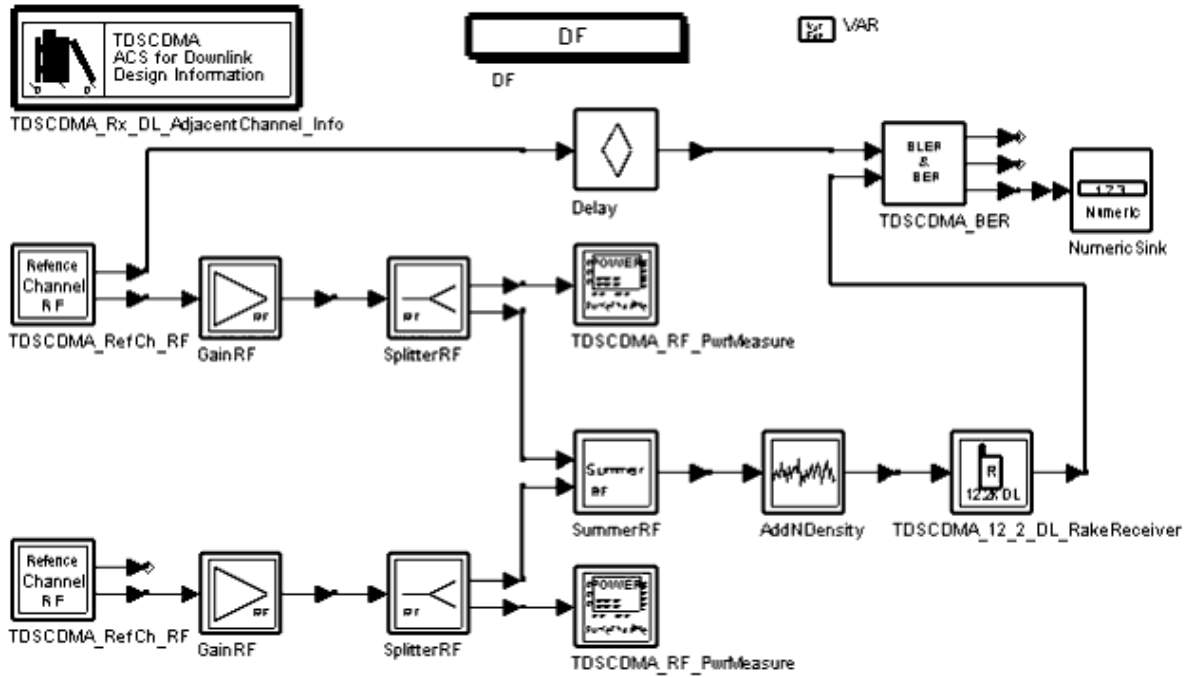 TDSCDMA
ACS for Downlink
Design Information
TDSCDMA_Rx_DL_AdjacentChannel_Info
DF
DF
VAR
Delay
BLER
&
BER
TDSCDMA_BER
123
Numeric
NumericSink
Refence
Channel
RF
TDSCDMA_RefCh_RF
RF
GainRF
RF
SplitterRF
POWER
TDSCDMA_RF_PwrMeasure
Summer
RF
SummerRF
AddNDensity
R
12.2K DL
TDSCDMA_12_2_DL_RakeReceiver
Refence
Channel
RF
TDSCDMA_RefCh_RF
RF
GainRF
RF
SplitterRF
POWER
TDSCDMA_RF_PwrMeasure